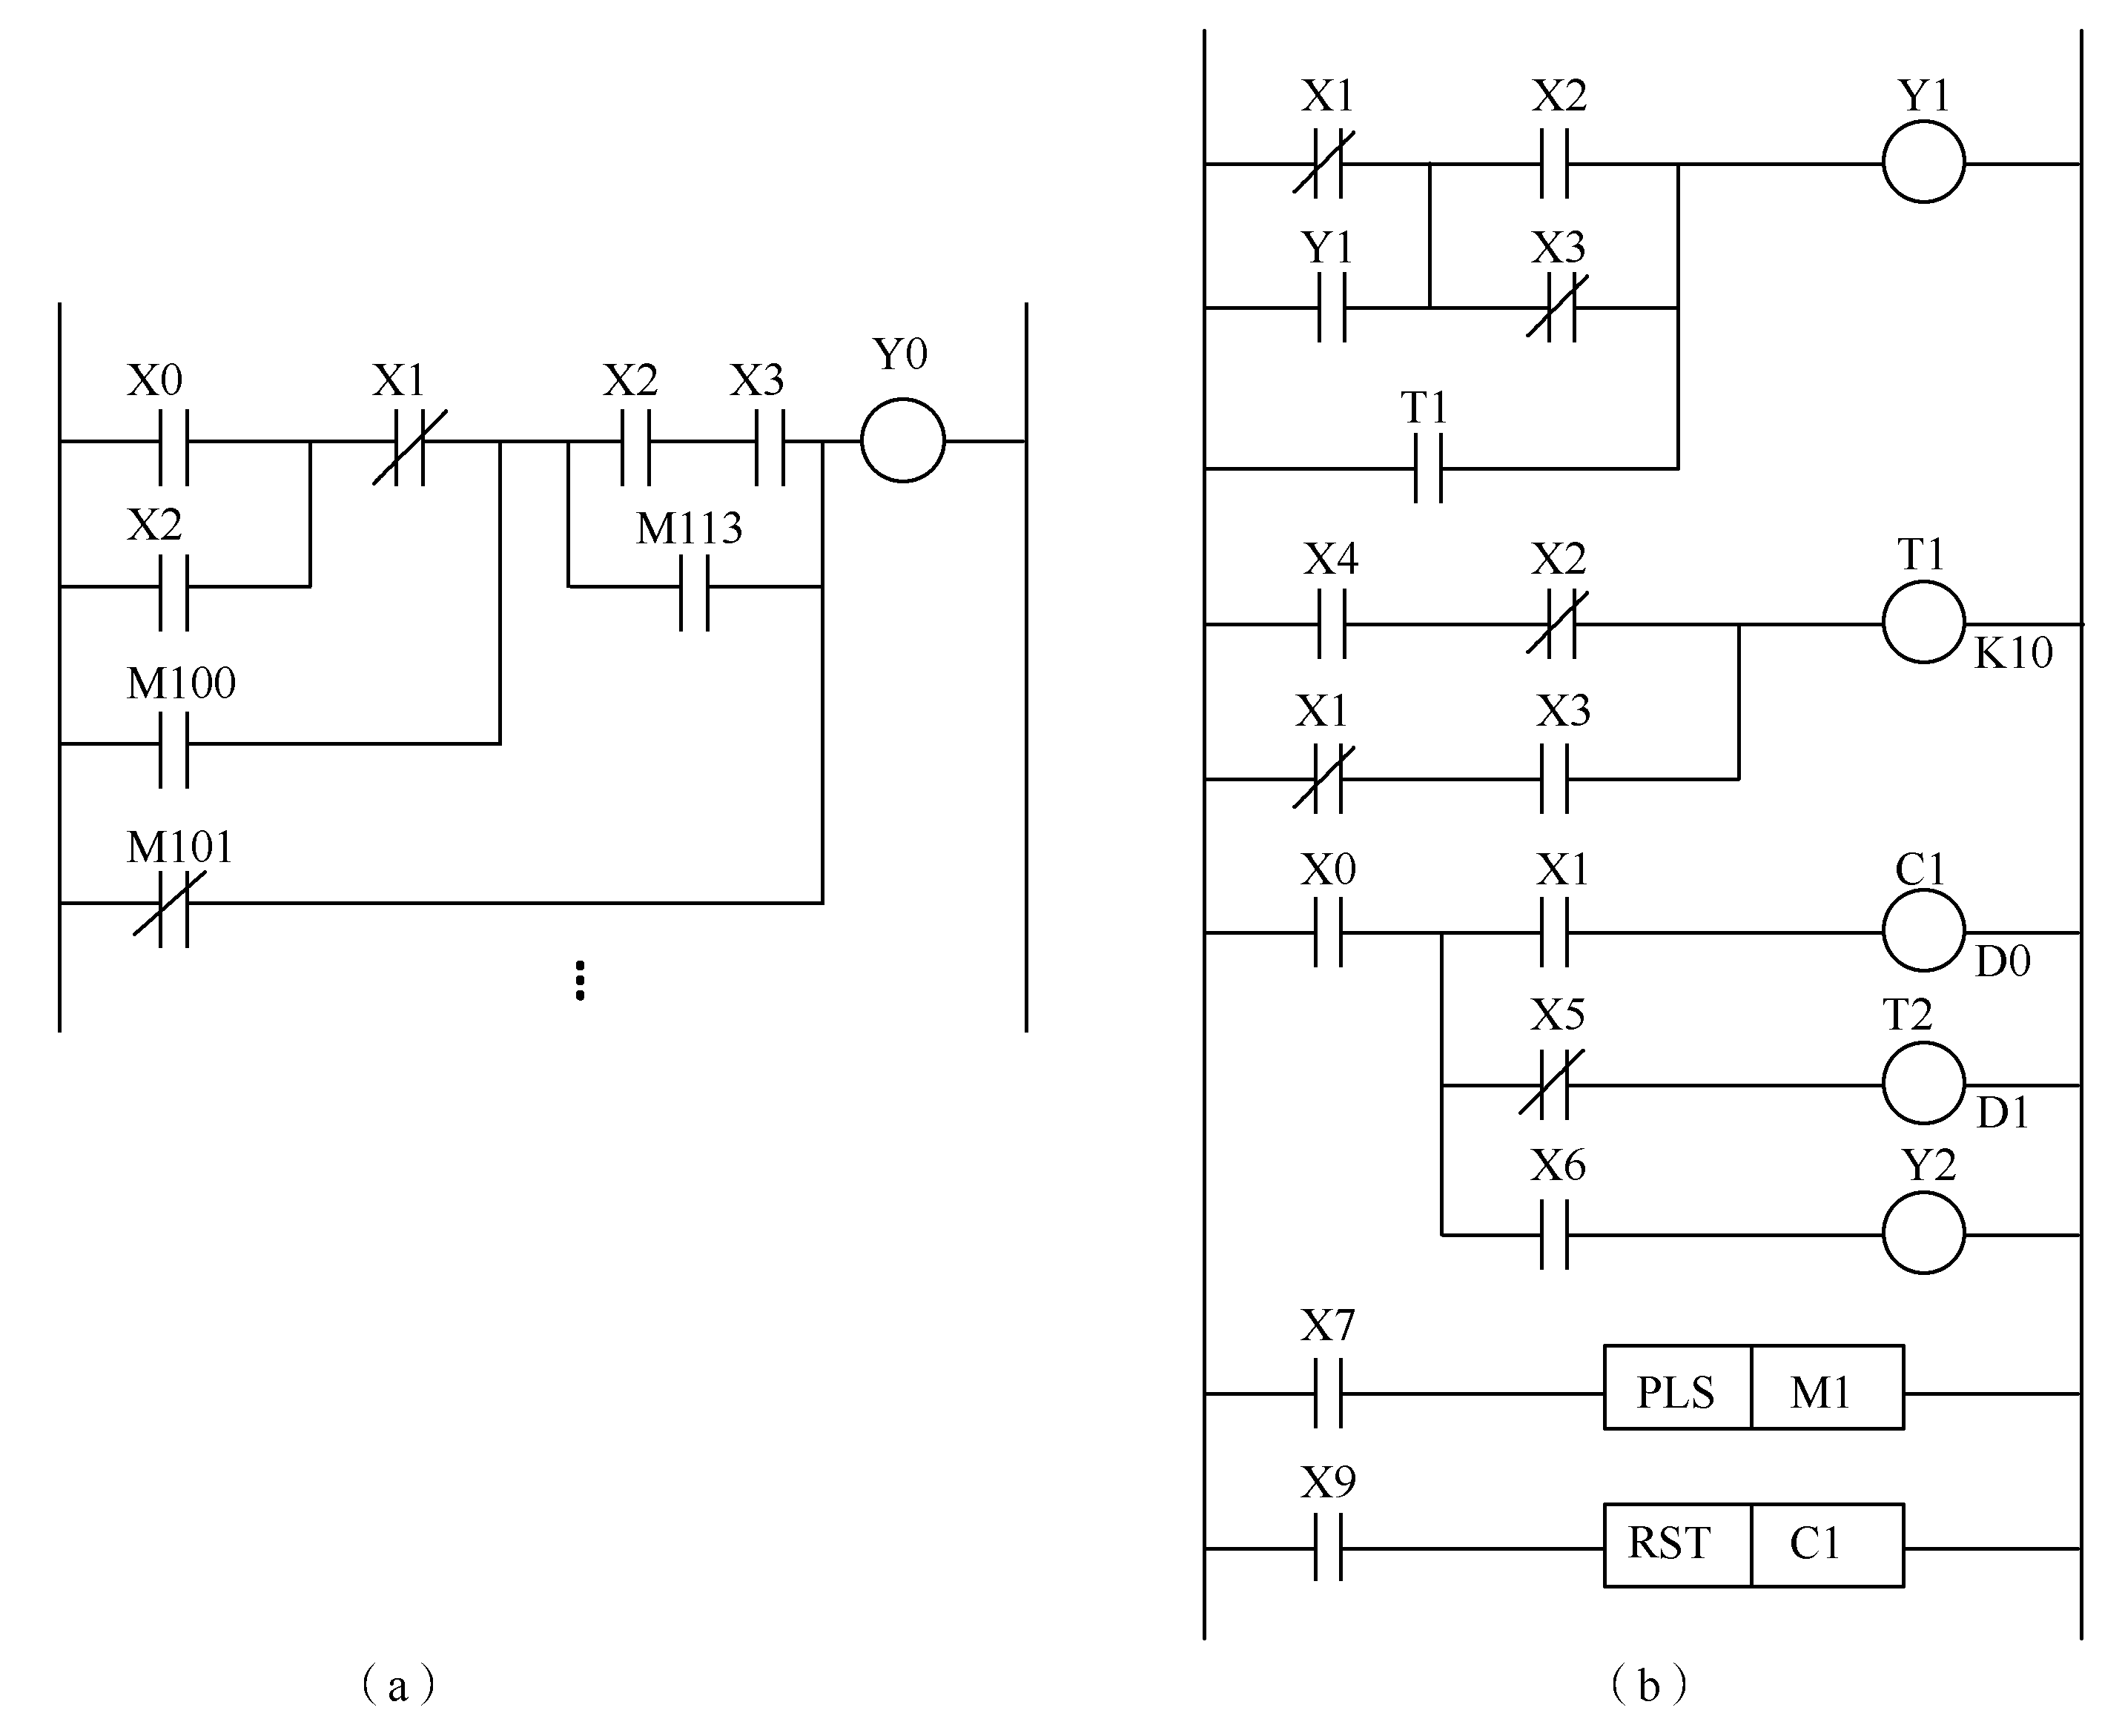 X0 X1 X2 X3 Y0
X2 M113
M100
M101
(a)
X1 X2 Y1
Y1 X3
T1
X4 X2 T1
K10
X1 X3
X0 X1 C1
D0
X5 T2
D1
X6 Y2
X7
PLS M1
X9
RST C1
(b)